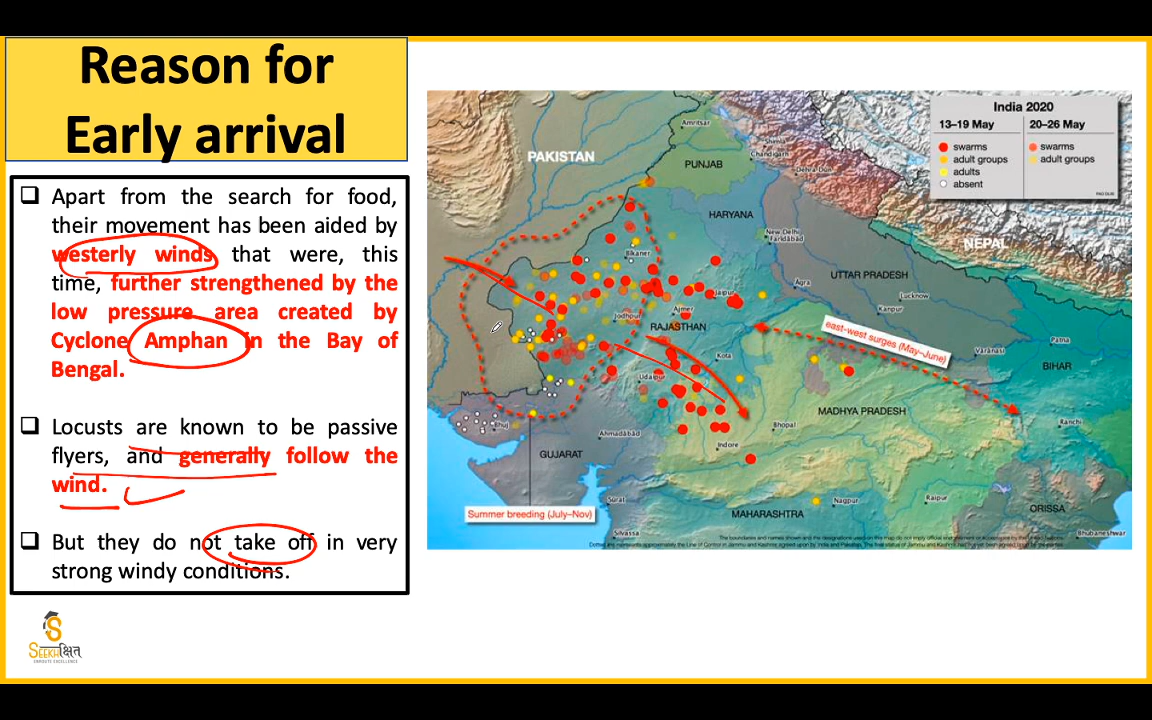 Reason for
Early arrival
❑ Apart from the search for food,
their movement has been aided by
westerly winds that were, this
time, further strengthened by the
low pressure area created by
Cyclone Amphan in the Bay of
Bengal.
❑ Locusts are known to be passive
flyers, and generally follow the
wind.
❑ But they do not take off in very
strong windy conditions.
SEEKHक्षित
India 2020
13–19 May
20–26 May
swarms
adult groups
adults
absent
swarms
adult groups
PAKISTAN
Amritsar
PUNJAB
Shimla
Chandigarh
Dehra Dun
HARYANA
New Delhi
Faridabad
NEPAL
Bikaner
UTTAR PRADESH
Agra
Lucknow
Kanpur
Jaipur
Ajmer
Jodhpur
RAJASTHAN
east-west surges (May–June)
Kota
Varanasi
Patna
BIHAR
Udaipur
MADHYA PRADESH
Ranchi
Bhuj
Bhopal
Ahmadabad
Indore
GUJARAT
Summer breeding (July–Nov)
Surat
Nagpur
Raipur
ORISSA
MAHARASHTRA
Silvassa
Bhubaneshwar